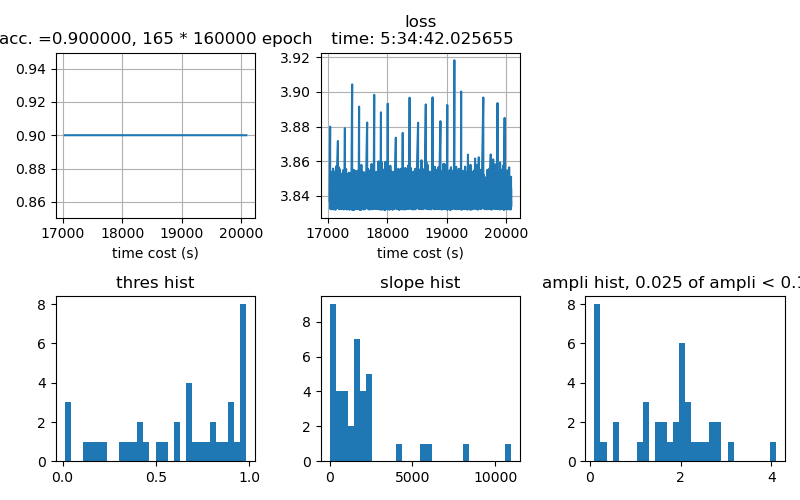 acc. =0.900000, 165 * 160000 epoch
loss
time: 5:34:42.025655
0.94
0.92
0.90
0.88
0.86
17000 18000 19000 20000
time cost (s)
3.92
3.90
3.88
3.86
3.84
17000 18000 19000 20000
time cost (s)
thres hist
8
6
4
2
0
0.0 0.5 1.0
slope hist
8
6
4
2
0
0 5000 10000
ampli hist, 0.025 of ampli < 0.1
8
6
4
2
0
0 2 4